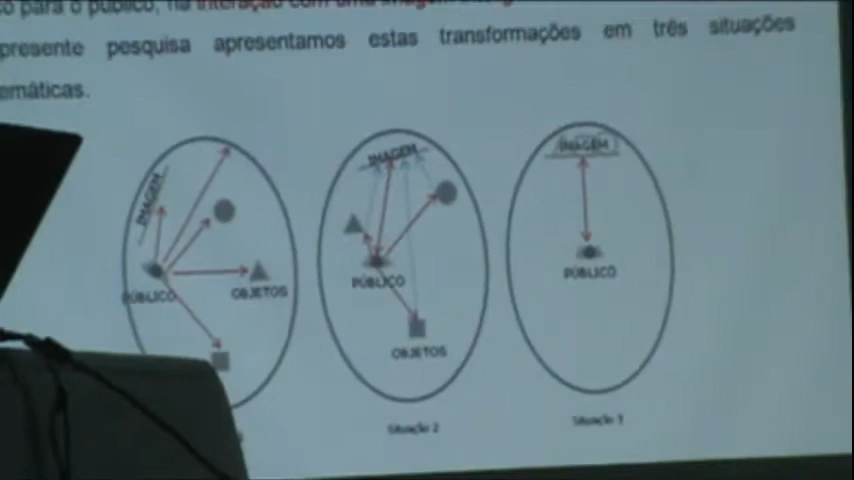 para o público, na interação com uma
presente pesquisa apresentamos estas transformações em três situações
emáticas.
IMAGEM
PÚBLICO
OBJETOS
IMAGEM
PÚBLICO
OBJETOS
Situação 2
IMAGEM
PÚBLICO
Situação 3